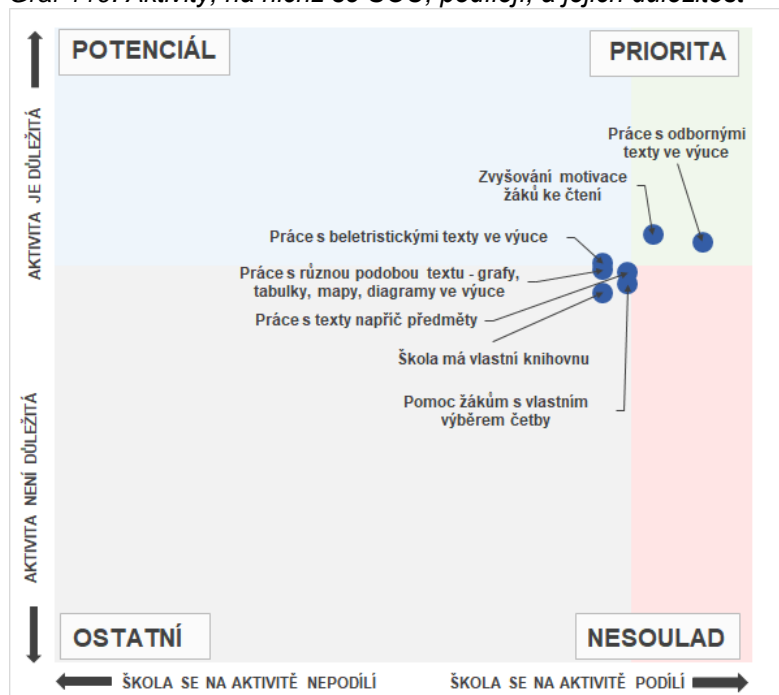 POTENCIÁL
PRIORITA
AKTIVITA JE DŮLEŽITÁ
Práce s odbornými
texty ve výuce
Zvyšování motivace
žáků ke čtení
Práce s beletristickými texty ve výuce
Práce s různou podobou textu - grafy,
tabulky, mapy, diagramy ve výuce
Práce s texty napříč předměty
Škola má vlastní knihovnu
Pomoc žákům s vlastním
výběrem četby
AKTIVITA NENÍ DŮLEŽITÁ
OSTATNÍ
NESOULAD
ŠKOLA SE NA AKTIVITĚ NEPODÍLÍ
ŠKOLA SE NA AKTIVITĚ PODÍLÍ